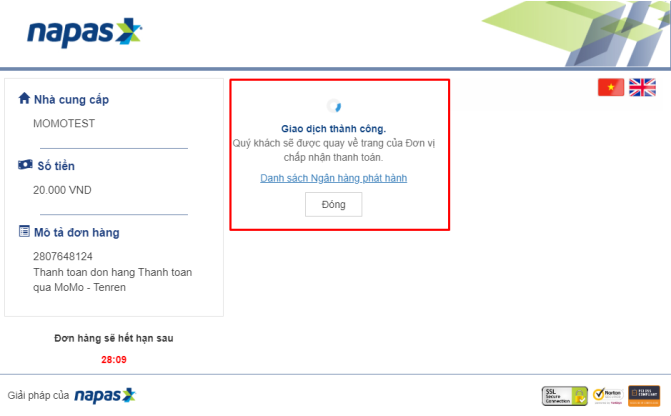 napas
Nhà cung cấp
MOMOTEST
Số tiền
20.000 VND
Mô tả đơn hàng
2807648124
Thanh toan don hang Thanh toan
qua MoMo - Tenren
Đơn hàng sẽ hết hạn sau
28:09
Giao dịch thành công.
Quý khách sẽ được quay về trang của Đơn vị
chấp nhận thanh toán.
Danh sách Ngân hàng phát hành
Đóng
Giải pháp của napas
SSL
Secure
Connection
Norton